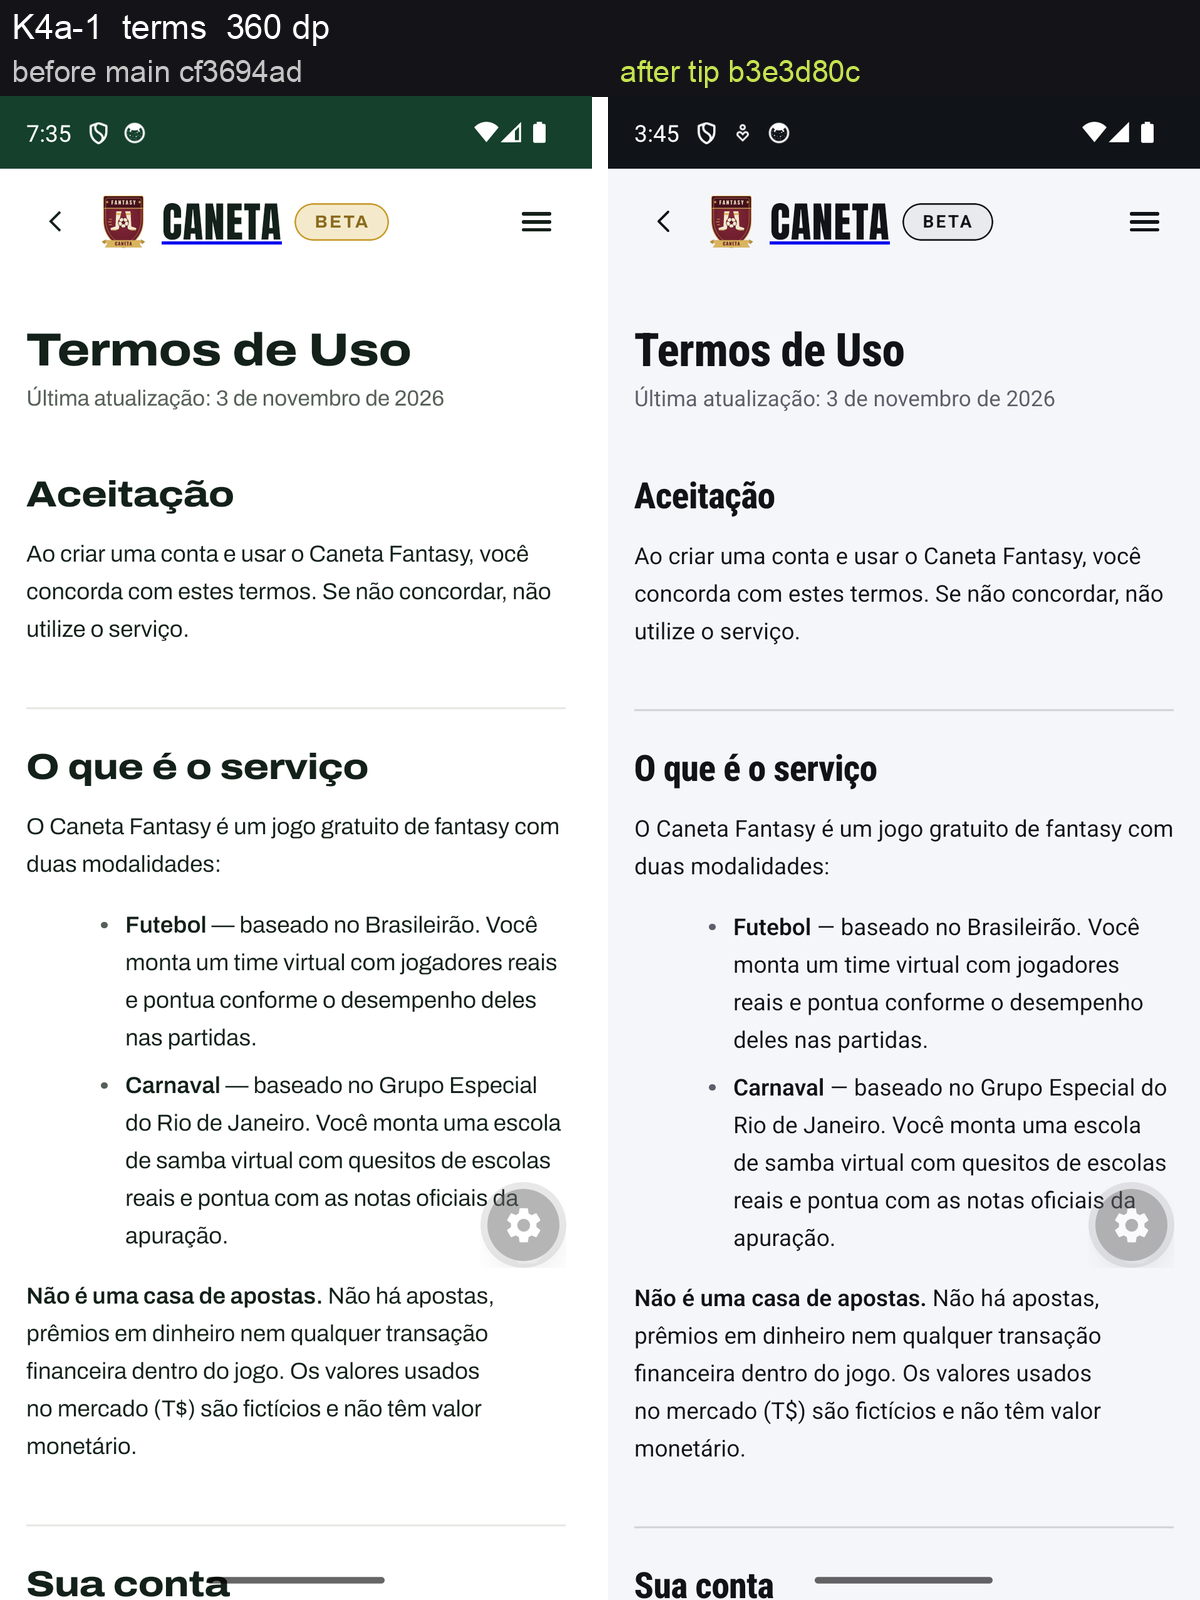 K4a-1 terms 360 dp
before main cf3694ad
after tip b3e3d80c
7:35
FANTASY
CANETA
CANETA
BETA
Termos de Uso
Última atualização: 3 de novembro de 2026
Aceitação
Ao criar uma conta e usar o Caneta Fantasy, você
concorda com estes termos. Se não concordar, não
utilize o serviço.
O que é o serviço
O Caneta Fantasy é um jogo gratuito de fantasy com
duas modalidades:
• Futebol — baseado no Brasileirão. Você
monta um time virtual com jogadores reais
e pontua conforme o desempenho deles
nas partidas.
• Carnaval — baseado no Grupo Especial
do Rio de Janeiro. Você monta uma escola
de samba virtual com quesitos de escolas
reais e pontua com as notas oficiais da
apuração.
Não é uma casa de apostas. Não há apostas,
prêmios em dinheiro nem qualquer transação
financeira dentro do jogo. Os valores usados
no mercado (T$) são fictícios e não têm valor
monetário.
Sua conta
3:45
FANTASY
CANETA
CANETA
BETA
Termos de Uso
Última atualização: 3 de novembro de 2026
Aceitação
Ao criar uma conta e usar o Caneta Fantasy, você
concorda com estes termos. Se não concordar, não
utilize o serviço.
O que é o serviço
O Caneta Fantasy é um jogo gratuito de fantasy com
duas modalidades:
• Futebol — baseado no Brasileirão. Você
monta um time virtual com jogadores
reais e pontua conforme o desempenho
deles nas partidas.
• Carnaval — baseado no Grupo Especial do
Rio de Janeiro. Você monta uma escola
de samba virtual com quesitos de escolas
reais e pontua com as notas oficiais da
apuração.
Não é uma casa de apostas. Não há apostas,
prêmios em dinheiro nem qualquer transação
financeira dentro do jogo. Os valores usados
no mercado (T$) são fictícios e não têm valor
monetário.
Sua conta